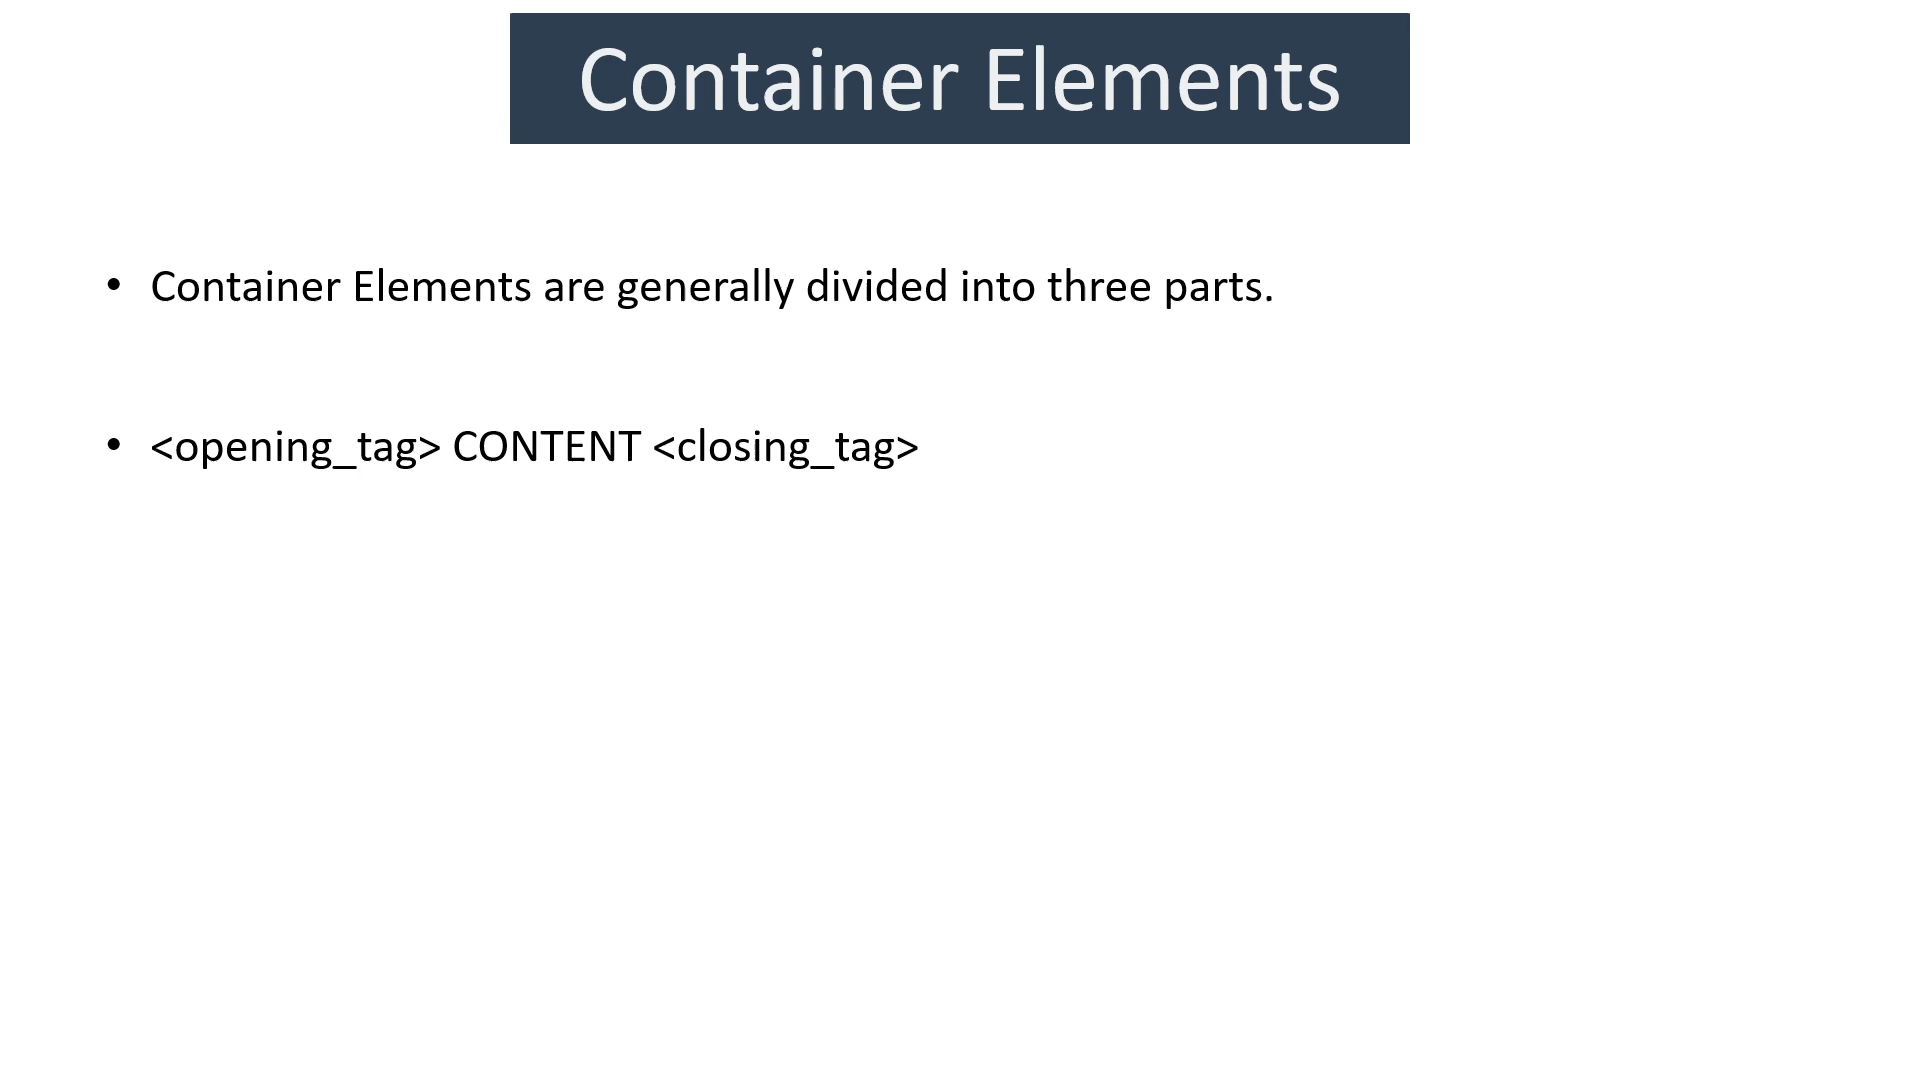 Container Elements
• Container Elements are generally divided into three parts.
• <opening_tag> CONTENT <closing_tag>